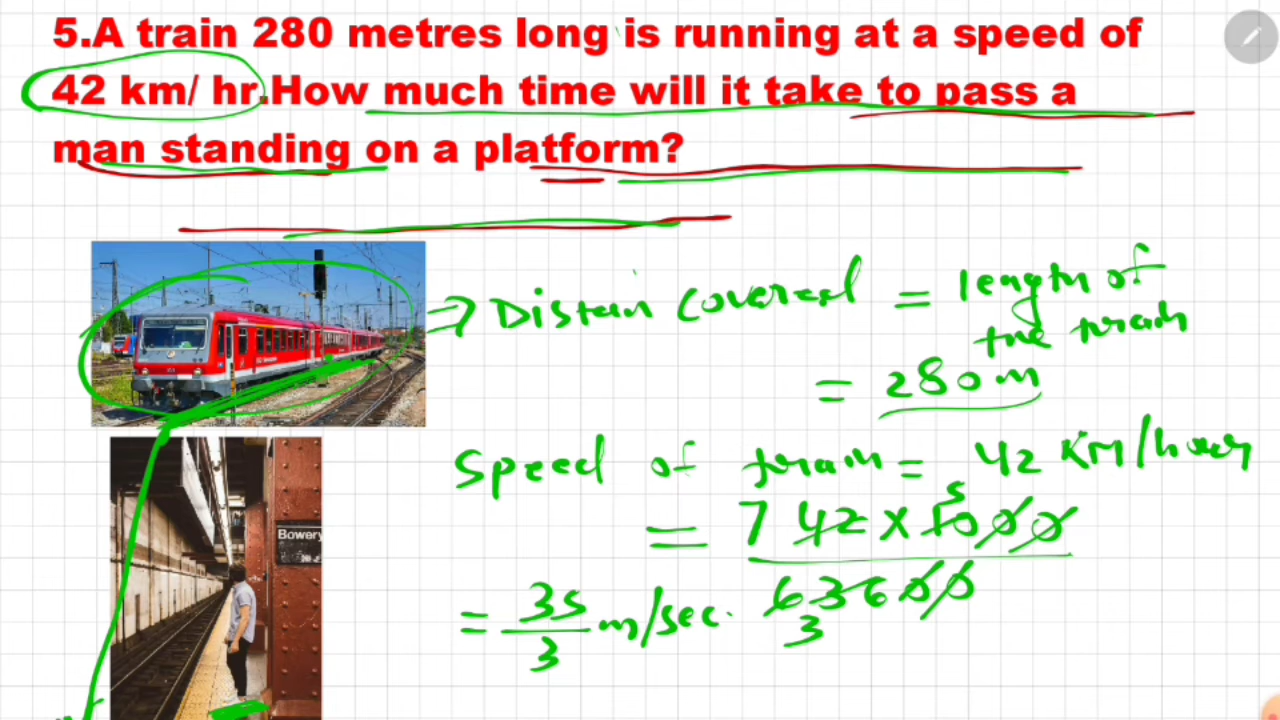 5.A train 280 metres long is running at a speed of
42 km/ hr.How much time will it take to pass a
man standing on a platform?
⇒ Distain covered = length of
the train
= 280m
Speed of train = 42 KM/hour
= 7 42 x 5 1000
6 3600
3
= 35/3 m/sec.
Bowery